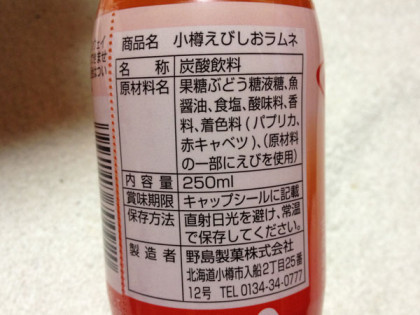 商品名 小樽えびしおラムネ
名称 炭酸飲料
原材料名 果糖ぶどう糖液糖、魚
醤油、食塩、酸味料、香
料、着色料(パプリカ、
赤キャベツ)、(原材料
の一部にえびを使用)
内容量 250ml
賞味期限 キャップシールに記載
保存方法 直射日光を避け、常温
で保存してください。
製造者 野島製菓株式会社
北海道小樽市入船2丁目25番
12号 TEL 0134-34-0777